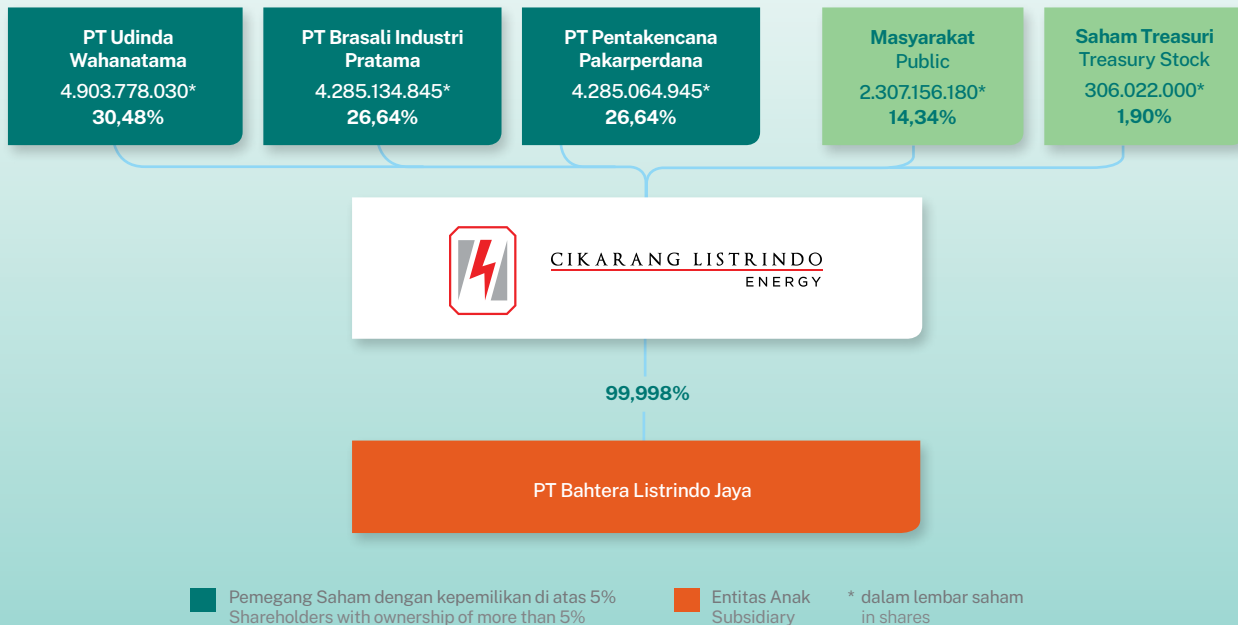 PT Udinda
Wahanatama
4.903.778.030*
30,48%
PT Brasali Industri
Pratama
4.285.134.845*
26,64%
PT Pentakencana
Pakarperdana
4.285.064.945*
26,64%
Masyarakat
Public
2.307.156.180*
14,34%
Saham Treasuri
Treasury Stock
306.022.000*
1,90%
CIKARANG LISTRINDO
ENERGY
99,998%
PT Bahtera Listrindo Jaya
Pemegang Saham dengan kepemilikan di atas 5%
Shareholders with ownership of more than 5%
Entitas Anak
Subsidiary
* dalam lembar saham
in shares